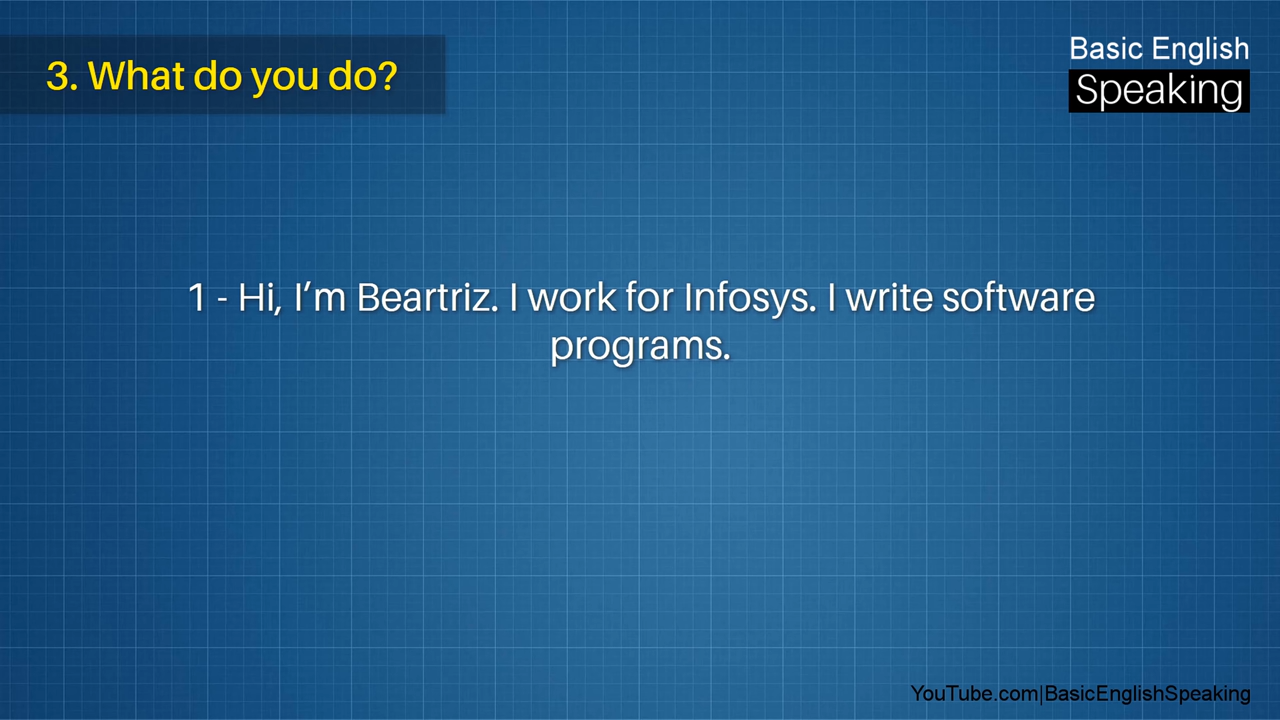 3. What do you do?
Basic English
Speaking
1 - Hi, I’m Beartriz. I work for Infosys. I write software
programs.
YouTube.com|BasicEnglishSpeaking